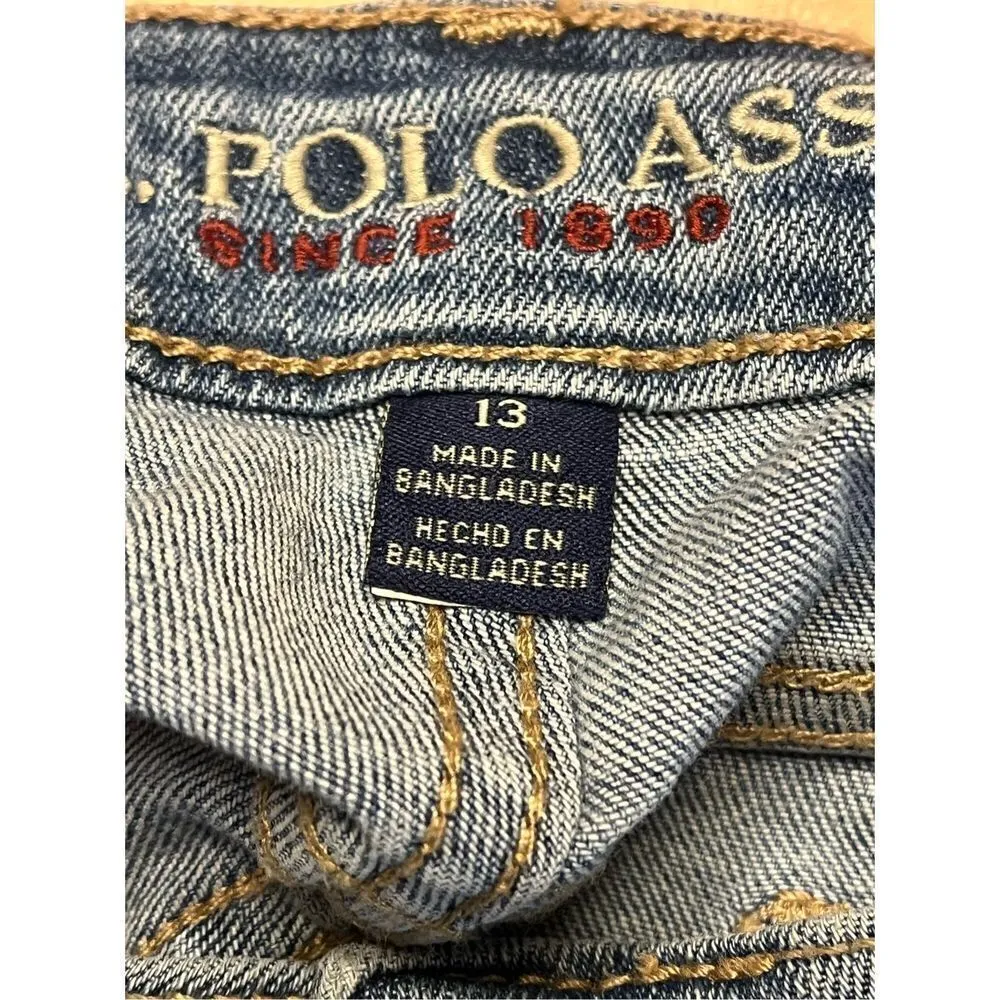 . POLO ASS
SINCE 1890
13
MADE IN
BANGLADESH
HECHO EN
BANGLADESH